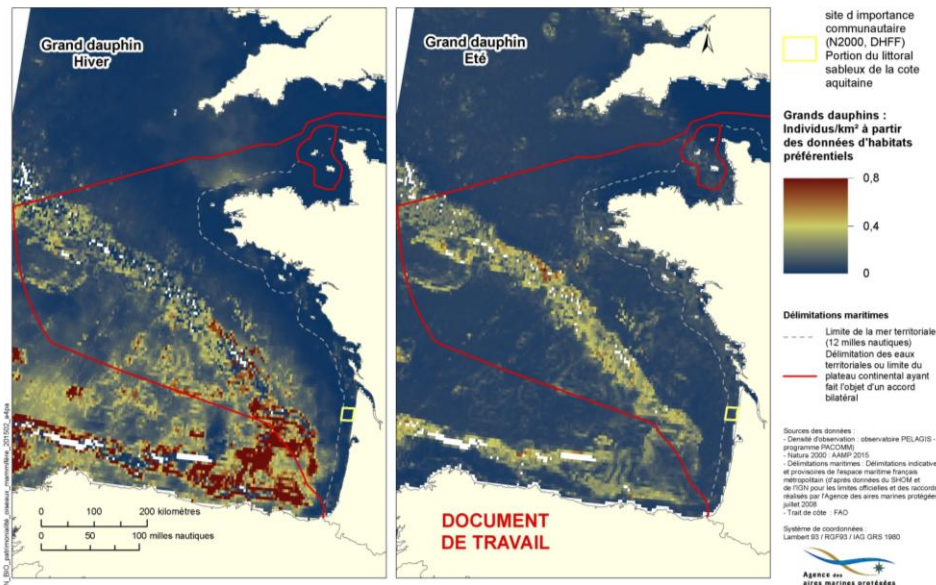 Grand dauphin
Hiver
0 100 200 kilomètres
0 50 100 milles nautiques
Grand dauphin
Eté
N
DOCUMENT
DE TRAVAIL
site d importance
communautaire
(N2000, DHFF)
Portion du littoral
sableux de la cote
aquitaine
Grands dauphins :
Individus/km² à partir
des données d'habitats
préférentiels
0,8
0,4
0
Délimitations maritimes
Limite de la mer territoriale
(12 milles nautiques)
Délimitation des eaux
territoriales ou limite du
plateau continental ayant
fait l'objet d'un accord
bilatéral
Sources des données :
- Densité d'observation : observatoire PELAGIS -
programme PACOMM)
- Natura 2000 : AAMP 2015
- Délimitations maritimes : Délimitations indicatives
et provisoires de l'espace maritime français
métropolitain (d'après données du SHOM et
de l'IGN pour les limites officielles et des raccords
réalisés par l'Agence des aires marines protégées
juillet 2008
- Trait de côte : FAO
Système de coordonnées :
Lambert 93 / RGF93 / IAG GRS 1980
Agence des
aires marines protégées